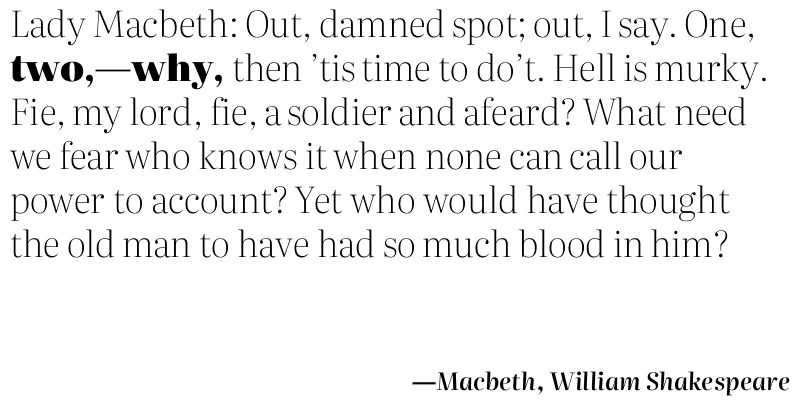 Lady Macbeth: Out, damned spot; out, I say. One,
two,—why, then ’tis time to do’t. Hell is murky.
Fie, my lord, fie, a soldier and afeard? What need
we fear who knows it when none can call our
power to account? Yet who would have thought
the old man to have had so much blood in him?
—Macbeth, William Shakespeare